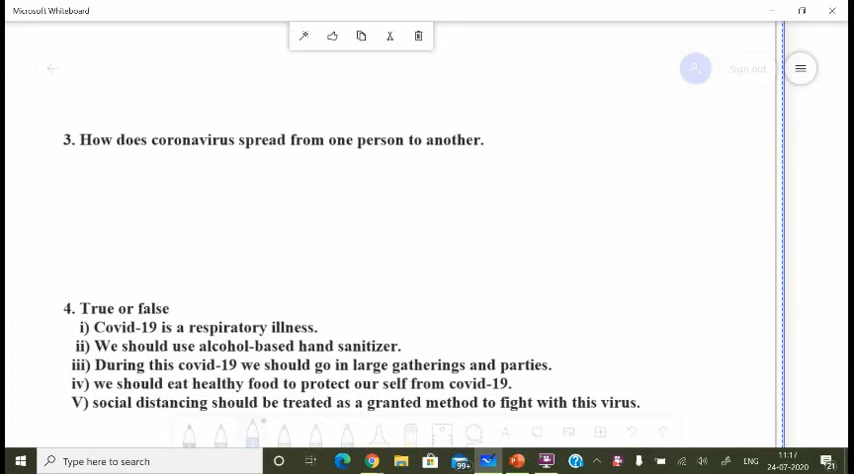 Microsoft Whiteboard
Sign out
3. How does coronavirus spread from one person to another.
4. True or false
i) Covid-19 is a respiratory illness.
ii) We should use alcohol-based hand sanitizer.
iii) During this covid-19 we should go in large gatherings and parties.
iv) we should eat healthy food to protect our self from covid-19.
V) social distancing should be treated as a granted method to fight with this virus.
Type here to search
99+
ENG
11:17
24-07-2020
21